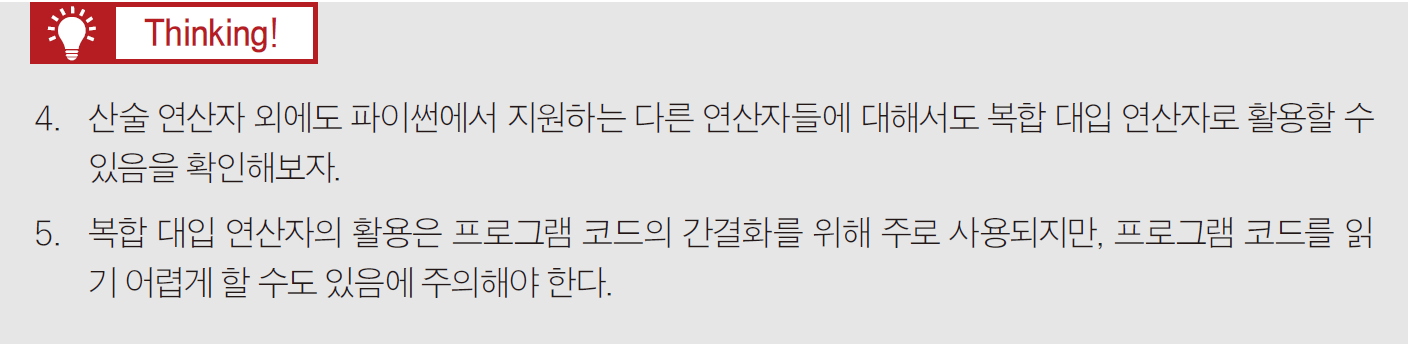 Thinking!
4. 산술 연산자 외에도 파이썬에서 지원하는 다른 연산자들에 대해서도 복합 대입 연산자로 활용할 수
있음을 확인해보자.
5. 복합 대입 연산자의 활용은 프로그램 코드의 간결화를 위해 주로 사용되지만, 프로그램 코드를 읽
기 어렵게 할 수도 있음에 주의해야 한다.